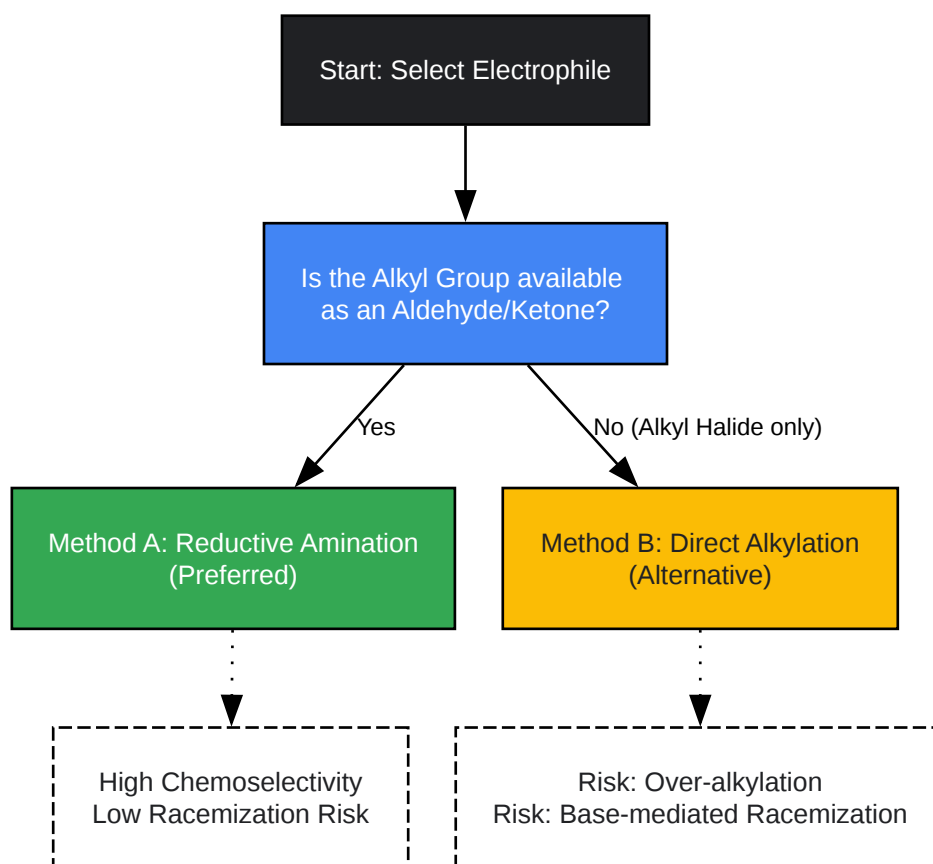 Start: Select Electrophile
Is the Alkyl Group available
as an Aldehyde/Ketone?
Yes
No (Alkyl Halide only)
Method A: Reductive Amination
(Preferred)
Method B: Direct Alkylation
(Alternative)
High Chemoselectivity
Low Racemization Risk
Risk: Over-alkylation
Risk: Base-mediated Racemization